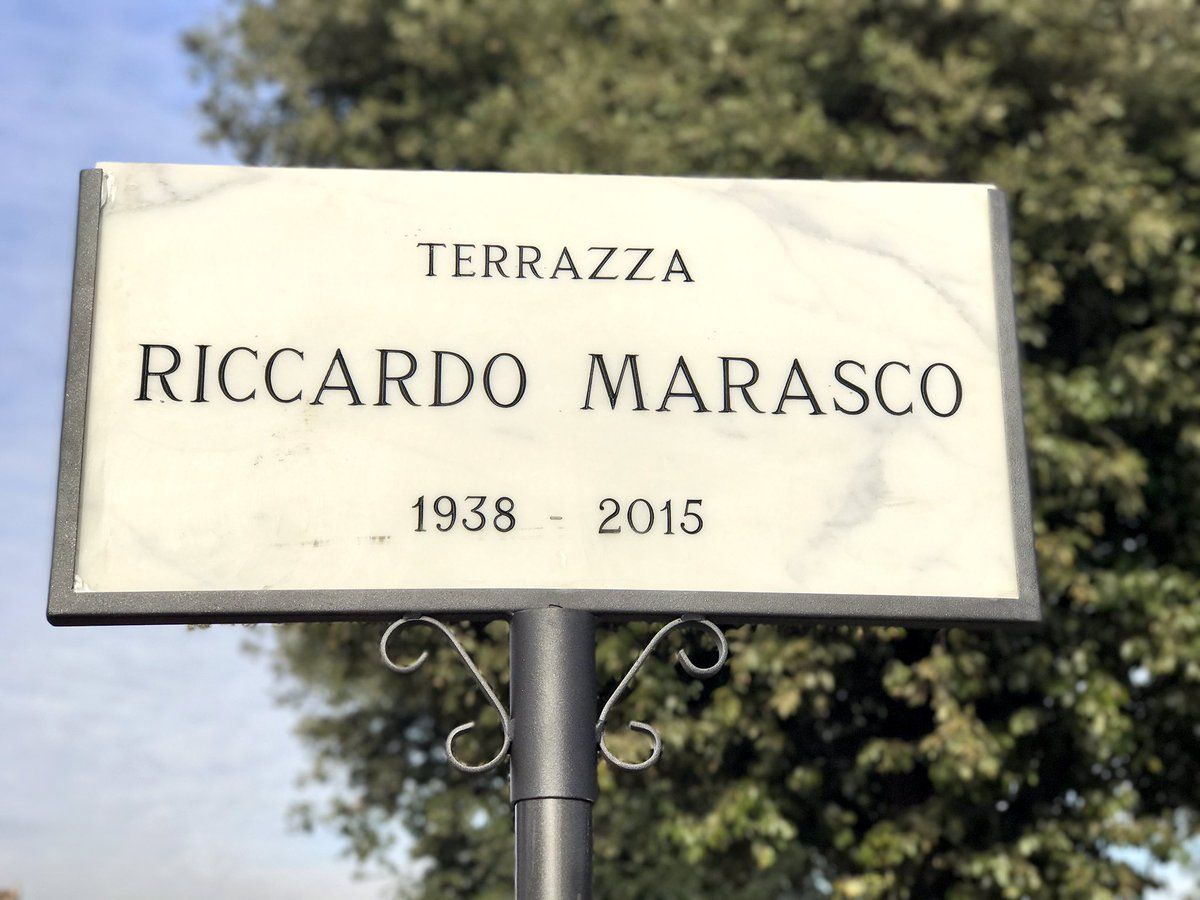 TERRAZZA
RICCARDO MARASCO
1938 - 2015